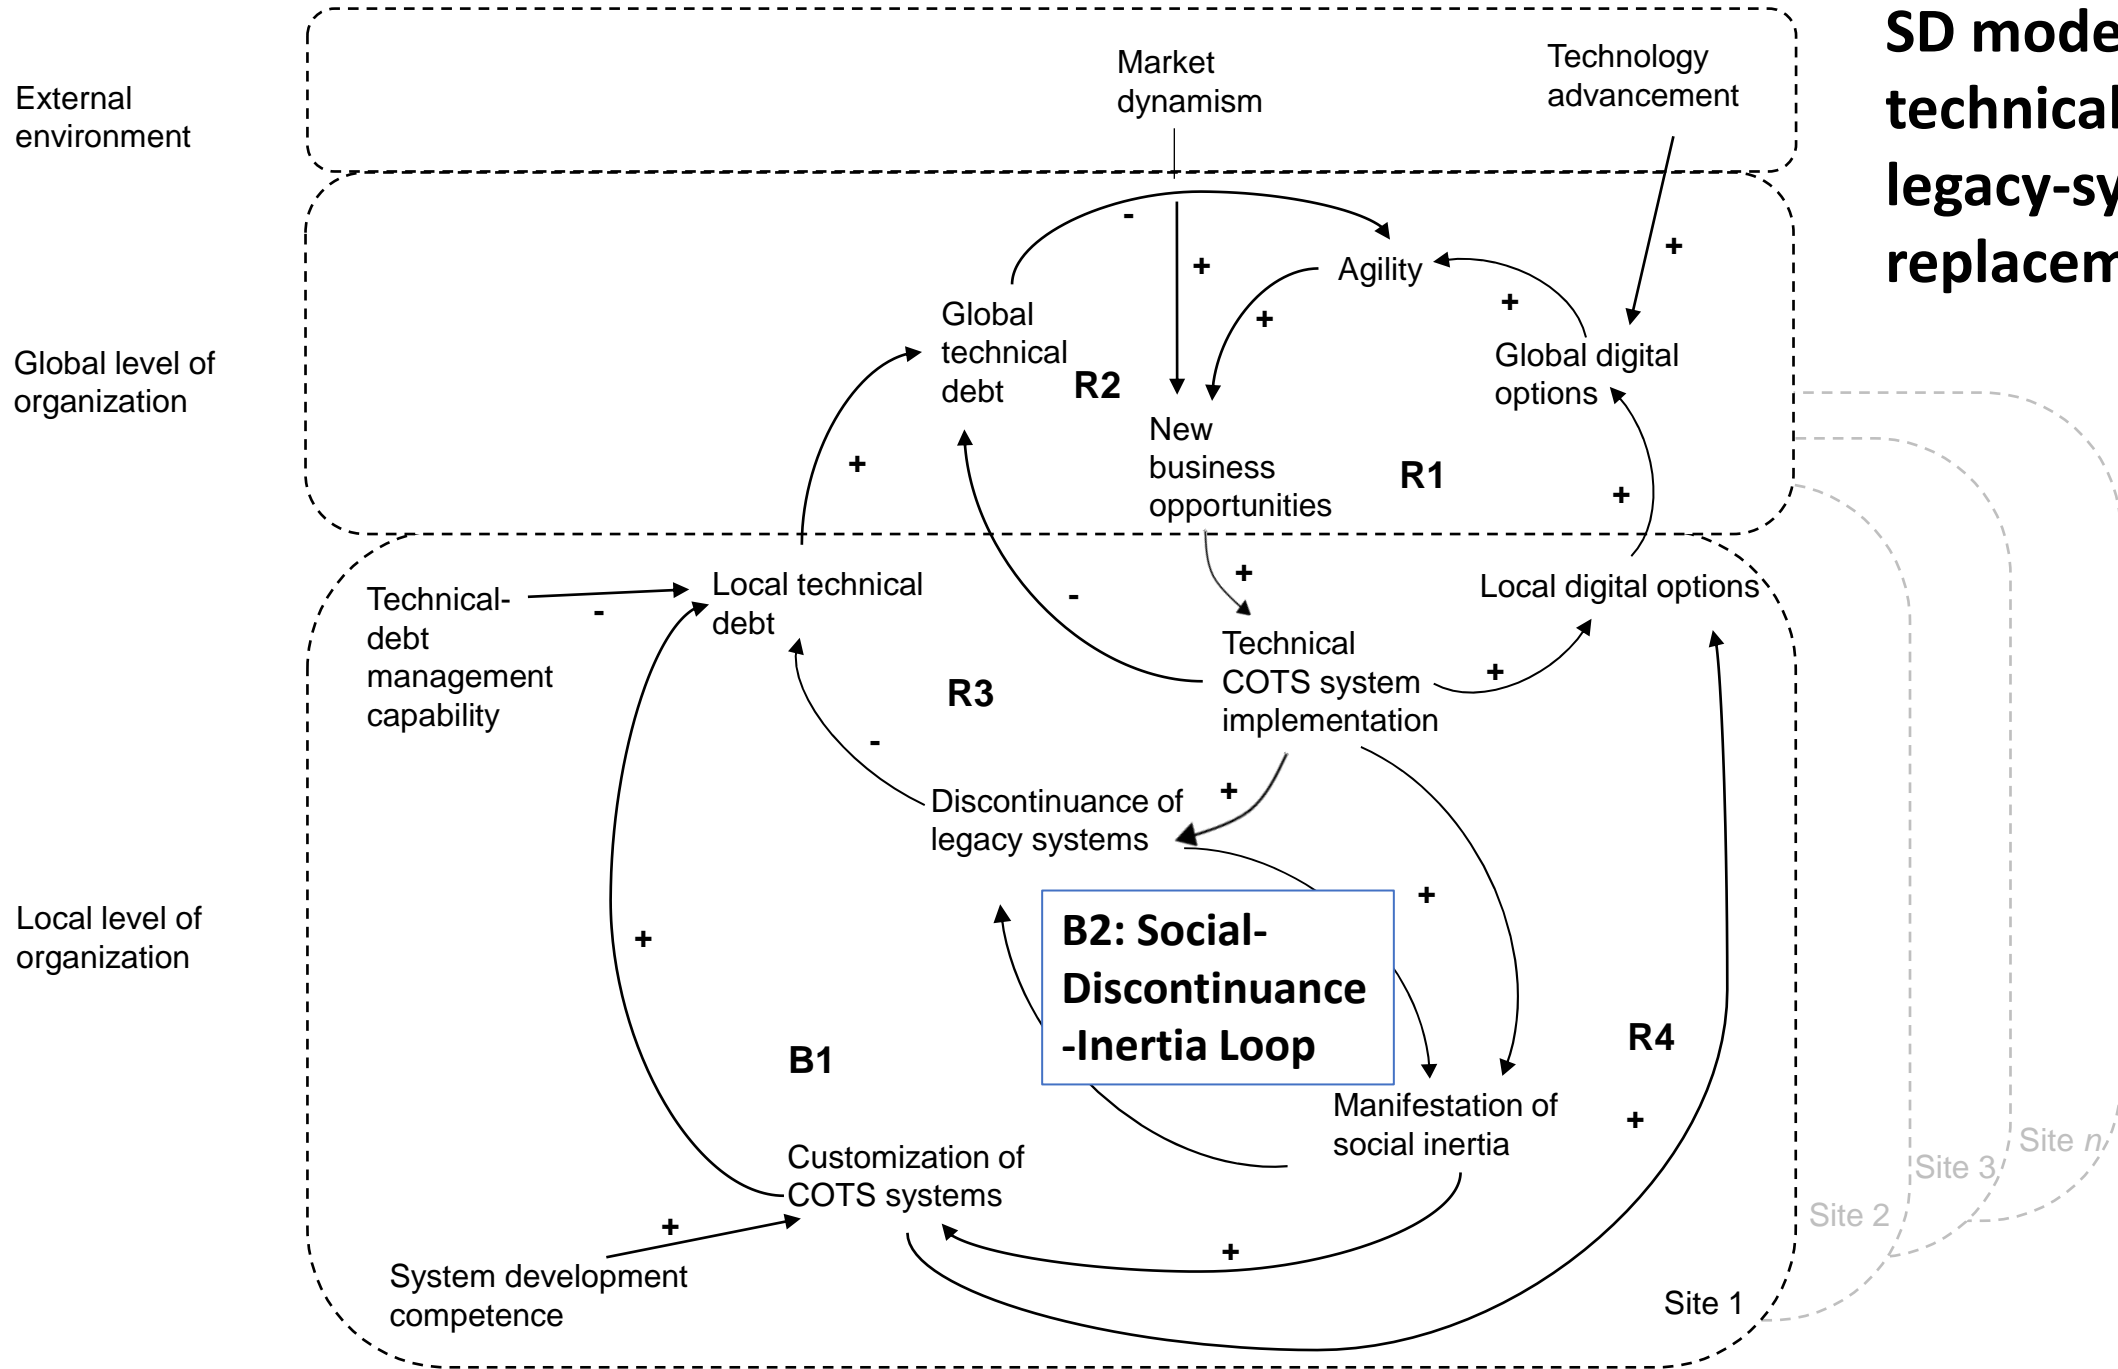 SD mode
technical
legacy-sy
replacem
External
environment
Market
dynamism
Technology
advancement
Global level of
organization
-
+
+
+
+
Agility
Global
technical
debt
R2
Global digital
options
New
business
opportunities
R1
+
+
Local level of
organization
Technical-
debt
management
capability
-
Local technical
debt
-
+
Local digital options
Technical
COTS system
implementation
+
R3
-
Discontinuance of
legacy systems
+
+
+
B2: Social-
Discontinuance
-Inertia Loop
B1
R4
+
Manifestation of
social inertia
Customization of
COTS systems
+
+
System development
competence
Site 1
Site 2
Site 3
Site n